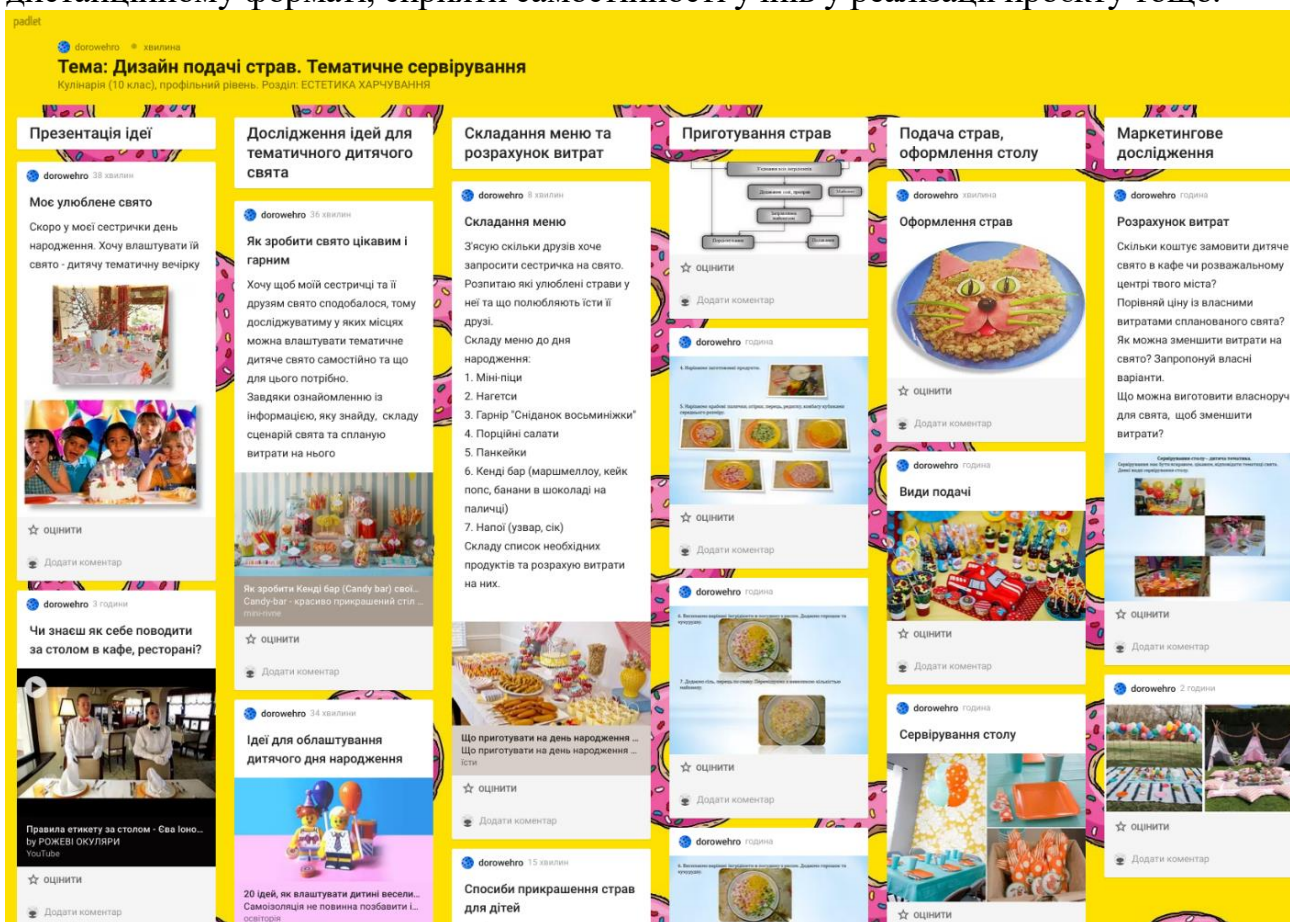 дистанційному форматі, сприяти самостійності учнів у реалізації проєкту тощо.
padlet
dorowehro • хвилина
Тема: Дизайн подачі страв. Тематичне сервірування
Кулінарія (10 клас), профільний рівень. Розділ: ЕСТЕТИКА ХАРЧУВАННЯ
Презентація ідеї
dorowehro 38 хвилин
Моє улюблене свято
Скоро у моєї сестрички день
народження. Хочу влаштувати їй
свято - дитячу тематичну вечірку
оцінити
Додати коментар
dorowehro 3 години
Чи знаєш як себе поводити
за столом в кафе, ресторані?
Правила етикету за столом - Єва Іоно...
by РОЖЕВІ ОКУЛЯРИ
YouTube
оцінити
Додати коментар
Дослідження ідей для
тематичного дитячого
свята
dorowehro 36 хвилин
Як зробити свято цікавим і
гарним
Хочу щоб моїй сестричці та її
друзям свято сподобалося, тому
досліджуватиму у яких місцях
можна влаштувати тематичне
дитяче свято самостійно та що
для цього потрібно.
Завдяки ознайомленню із
інформацією, яку знайду, складу
сценарій свята та спланую
витрати на нього
Як зробити Кенді бар (Candy bar) свої...
Candy-bar - красиво прикрашений стіл ...
mini-rivne
оцінити
Додати коментар
dorowehro 34 хвилини
Ідеї для облаштування
дитячого дня народження
20 ідей, як влаштувати дитині весели...
Самоізоляція не повинна позбавити і...
освіторія
Складання меню та
розрахунок витрат
dorowehro 8 хвилин
Складання меню
З'ясую скільки друзів хоче
запросити сестричка на свято.
Розпитаю які улюблені страви у
неї та що полюбляють їсти її
друзі.
Складу меню до дня
народження:
1. Міні-піци
2. Нагетси
3. Гарнір "Сніданок восьминіжки"
4. Порційні салати
5. Панкейки
6. Кенді бар (маршмеллоу, кейк
попс, банани в шоколаді на
паличці)
7. Напої (узвар, сік)
Складу список необхідних
продуктів та розрахую витрати
на них.
Що приготувати на день народження ...
Що приготувати на день народження ...
їсти
оцінити
Додати коментар
dorowehro 15 хвилин
Способи прикрашення страв
для дітей
Приготування страв
оцінити
Додати коментар
dorowehro година
4. Нарізаємо заготовлені продукти.
оцінити
Додати коментар
dorowehro година
оцінити
Додати коментар
dorowehro година
Подача страв,
оформлення столу
dorowehro хвилина
Оформлення страв
оцінити
Додати коментар
dorowehro година
Види подачі
оцінити
Додати коментар
dorowehro година
Сервірування столу
оцінити
Маркетингове
дослідження
dorowehro година
Розрахунок витрат
Скільки коштує замовити дитяче
свято в кафе чи розважальному
центрі твого міста?
Порівняй ціну із власними
витратами спланованого свята?
Як можна зменшити витрати на
свято? Запропонуй власні
варіанти.
Що можна виготовити власноруч
для свята, щоб зменшити
витрати?
Сервірування столу – дитяча тематика.
оцінити
Додати коментар
dorowehro 2 години
оцінити
Додати коментар